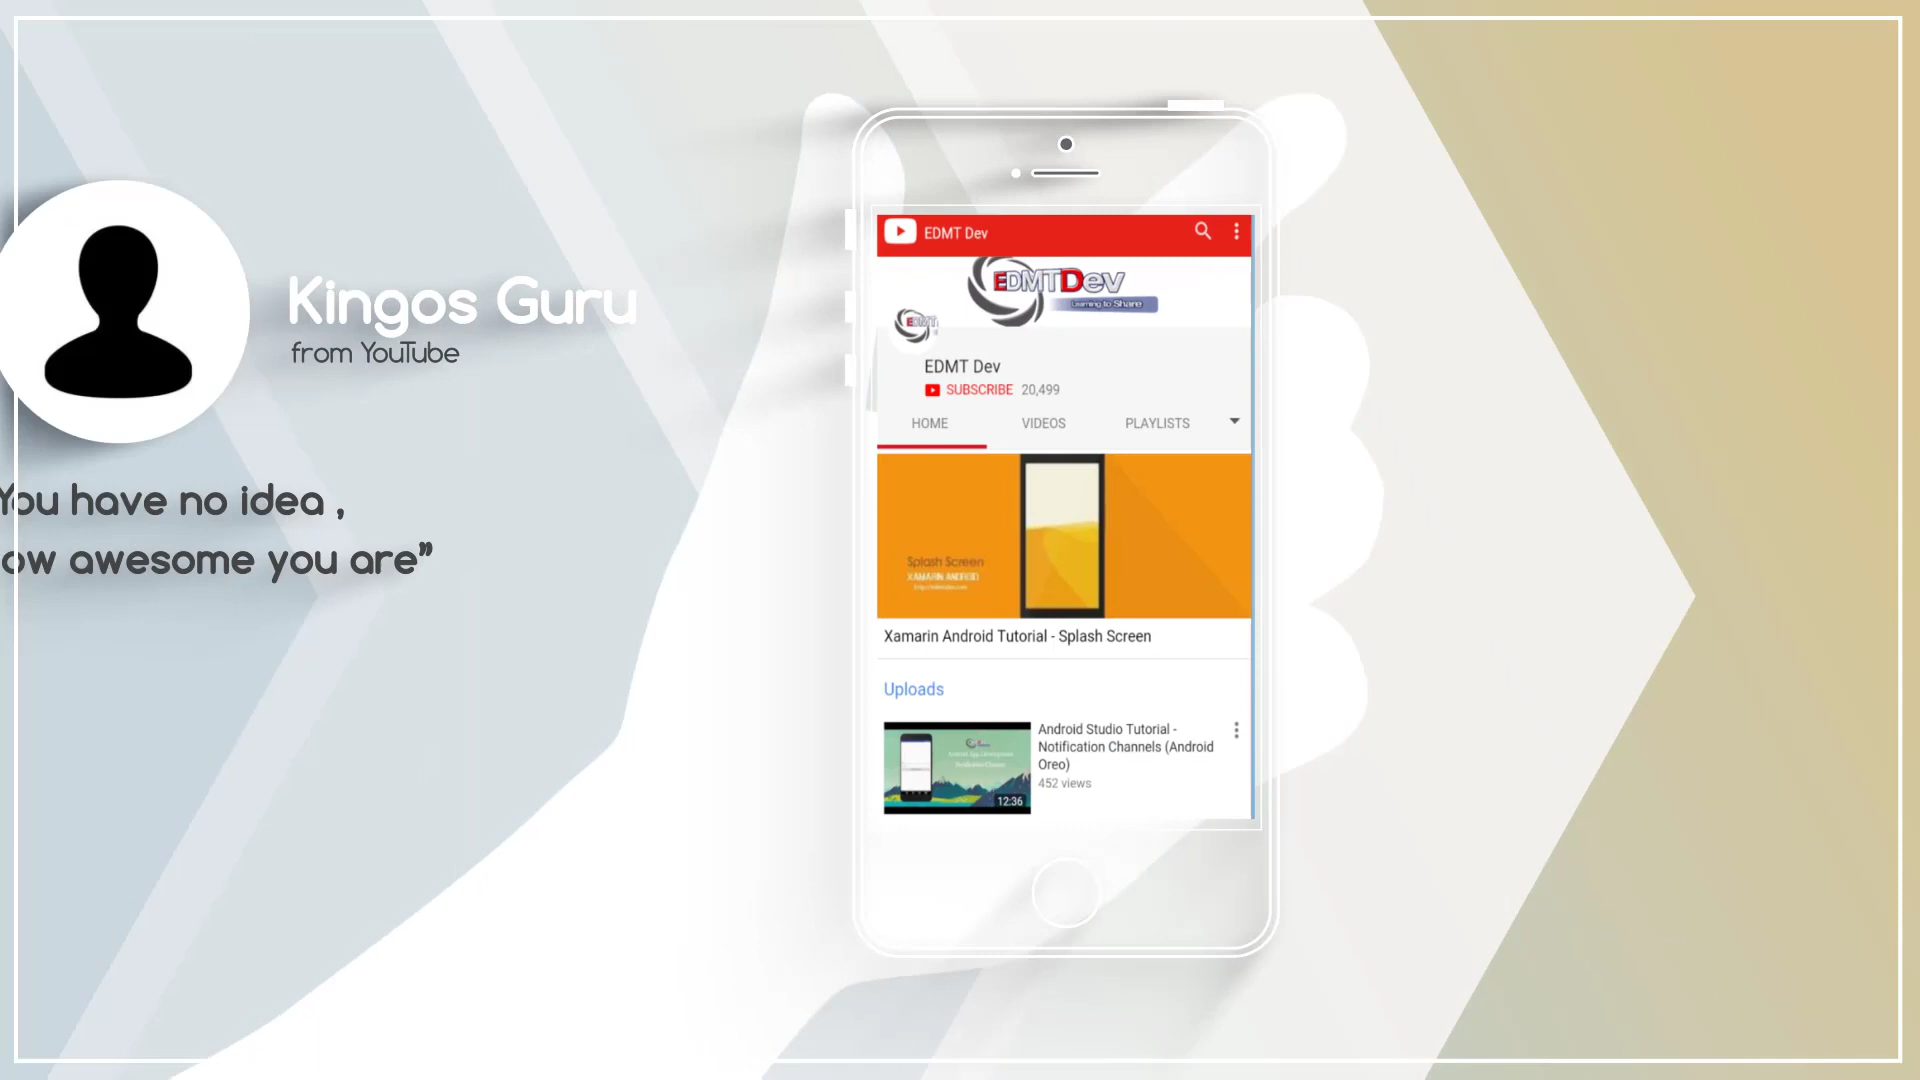 Kingos Guru
from YouTube
You have no idea ,
ow awesome you are”
EDMT Dev
EDMTDev
Learning to Share
EDMT
EDMT Dev
SUBSCRIBE 20,499
HOME VIDEOS PLAYLISTS
Splash Screen
XAMARIN ANDROID
Xamarin Android Tutorial - Splash Screen
Uploads
Android Studio Tutorial -
Notification Channels (Android
Oreo)
452 views
12:36